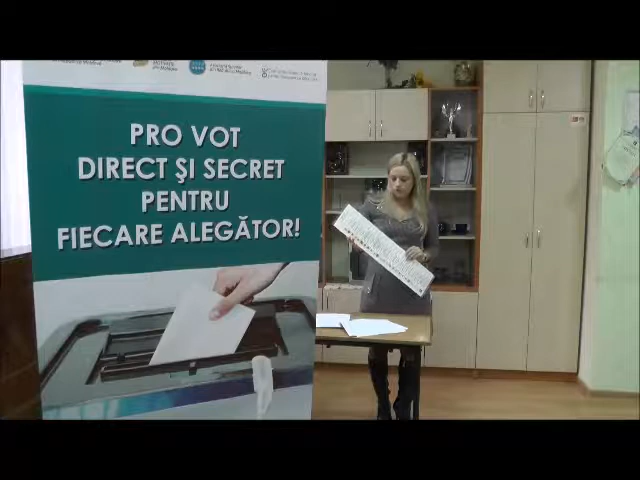 PRO VOT
DIRECT ŞI SECRET
PENTRU
FIECARE ALEGĂTOR!